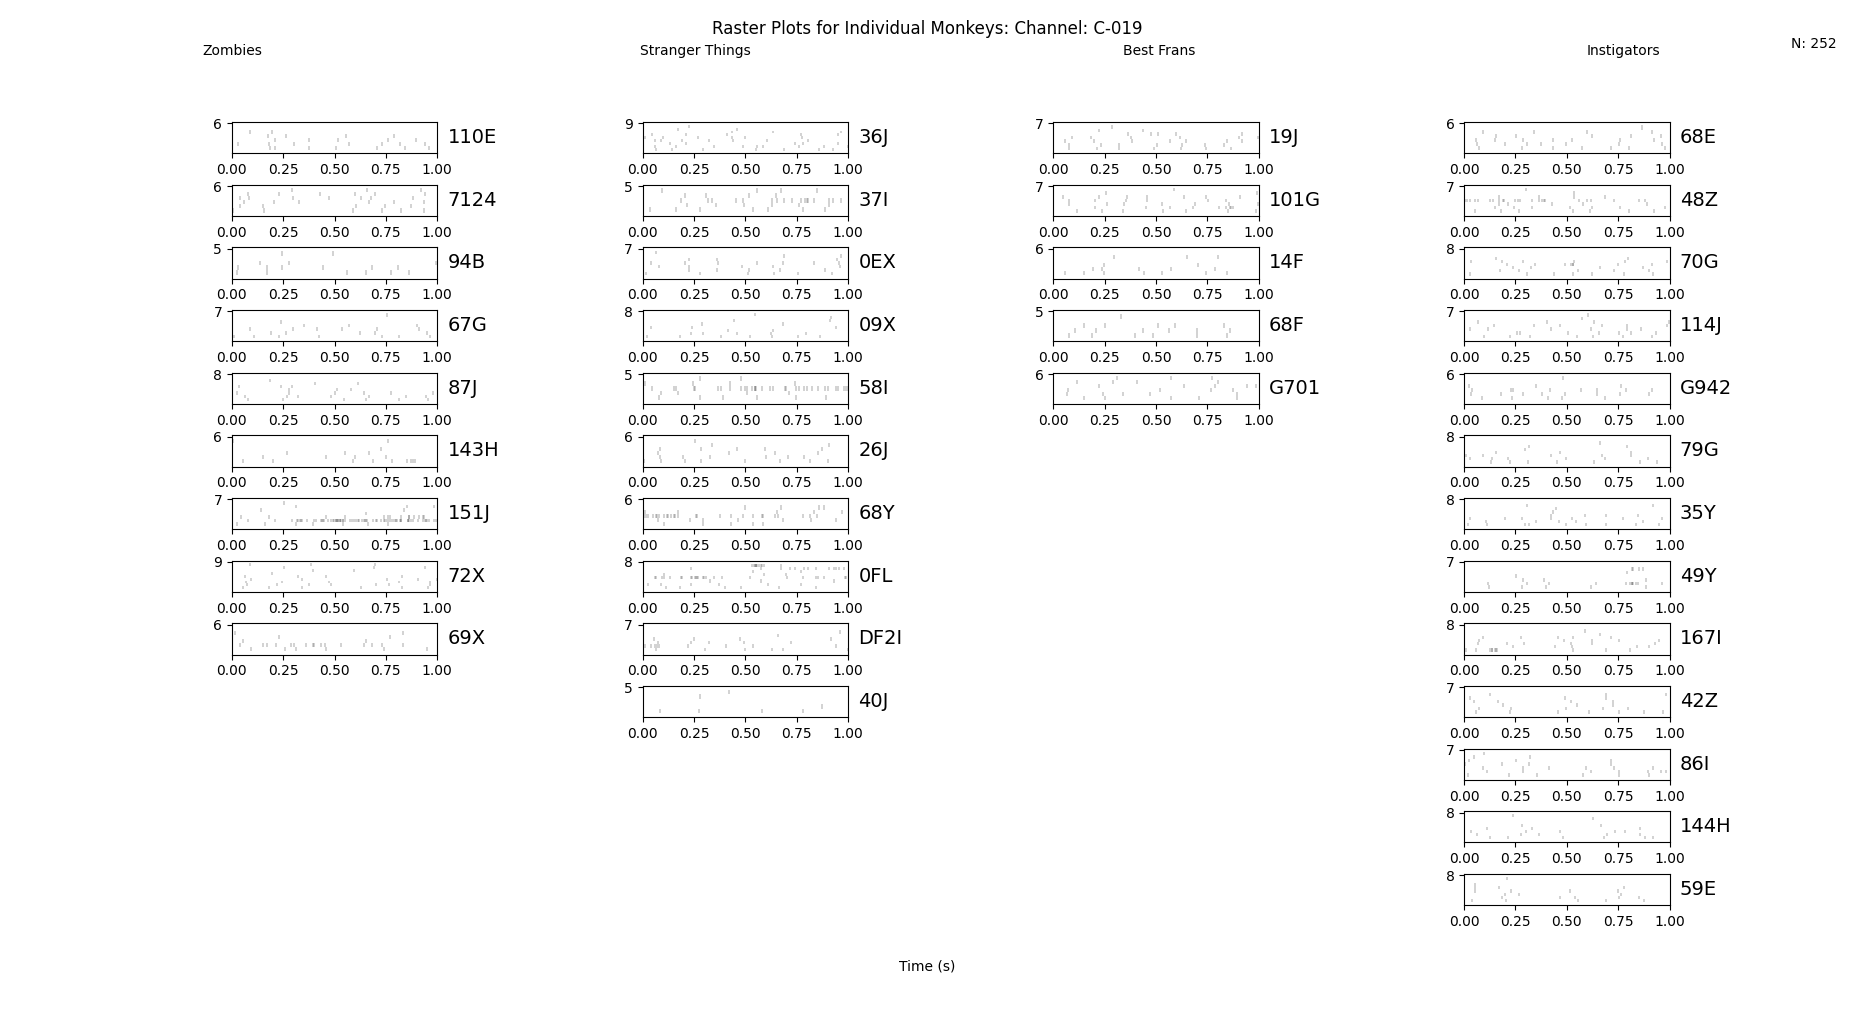 Raster Plots for Individual Monkeys: Channel: C-019
Zombies Stranger Things Best Frans Instigators N: 252
6 110E 9 36J 7 19J 6 68E
0.00 0.25 0.50 0.75 1.00 0.00 0.25 0.50 0.75 1.00 0.00 0.25 0.50 0.75 1.00 0.00 0.25 0.50 0.75 1.00
6 7124 5 37I 7 101G 7 48Z
0.00 0.25 0.50 0.75 1.00 0.00 0.25 0.50 0.75 1.00 0.00 0.25 0.50 0.75 1.00 0.00 0.25 0.50 0.75 1.00
5 94B 7 0EX 6 14F 8 70G
0.00 0.25 0.50 0.75 1.00 0.00 0.25 0.50 0.75 1.00 0.00 0.25 0.50 0.75 1.00 0.00 0.25 0.50 0.75 1.00
7 67G 8 09X 5 68F 7 114J
0.00 0.25 0.50 0.75 1.00 0.00 0.25 0.50 0.75 1.00 0.00 0.25 0.50 0.75 1.00 0.00 0.25 0.50 0.75 1.00
8 87J 5 58I 6 G701 6 G942
0.00 0.25 0.50 0.75 1.00 0.00 0.25 0.50 0.75 1.00 0.00 0.25 0.50 0.75 1.00 0.00 0.25 0.50 0.75 1.00
6 143H 6 26J 8 79G
0.00 0.25 0.50 0.75 1.00 0.00 0.25 0.50 0.75 1.00 0.00 0.25 0.50 0.75 1.00
7 151J 6 68Y 8 35Y
0.00 0.25 0.50 0.75 1.00 0.00 0.25 0.50 0.75 1.00 0.00 0.25 0.50 0.75 1.00
9 72X 8 0FL 7 49Y
0.00 0.25 0.50 0.75 1.00 0.00 0.25 0.50 0.75 1.00 0.00 0.25 0.50 0.75 1.00
6 69X 7 DF2I 8 167I
0.00 0.25 0.50 0.75 1.00 0.00 0.25 0.50 0.75 1.00 0.00 0.25 0.50 0.75 1.00
5 40J 7 42Z
0.00 0.25 0.50 0.75 1.00 0.00 0.25 0.50 0.75 1.00
7 86I
0.00 0.25 0.50 0.75 1.00
8 144H
0.00 0.25 0.50 0.75 1.00
8 59E
0.00 0.25 0.50 0.75 1.00
Time (s)